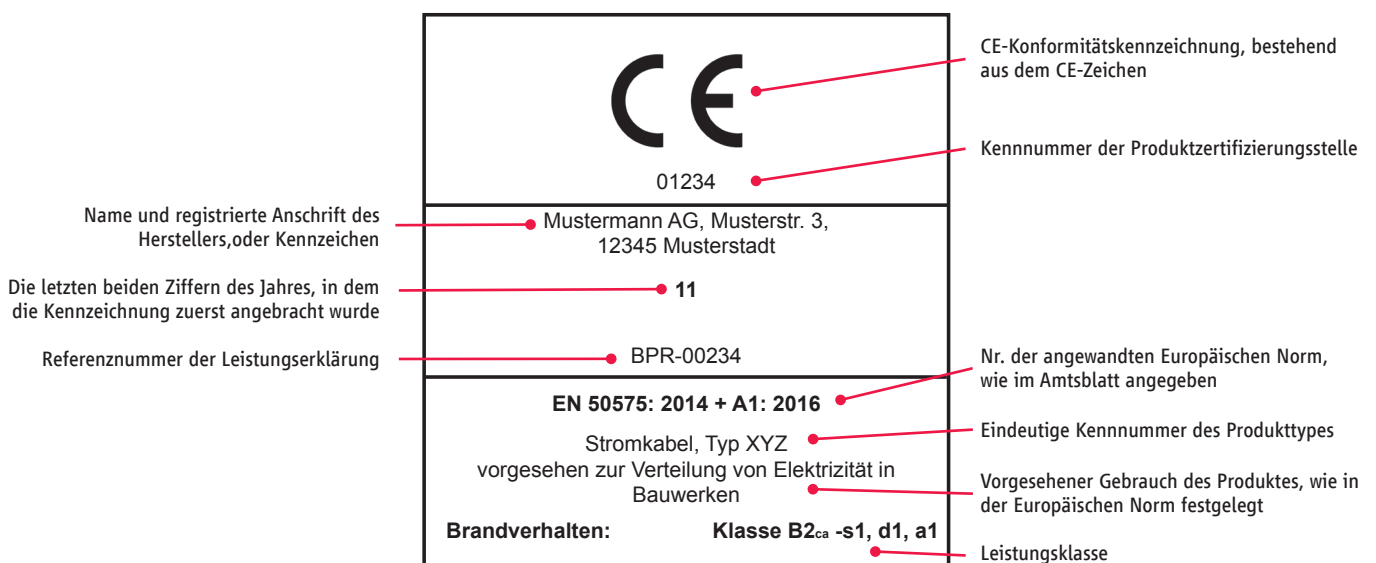 CE
CE-Konformitätskennzeichnung, bestehend
aus dem CE-Zeichen
01234
Kennnummer der Produktzertifizierungsstelle
Name und registrierte Anschrift des
Herstellers,oder Kennzeichen
Mustermann AG, Musterstr. 3,
12345 Musterstadt
Die letzten beiden Ziffern des Jahres, in dem
die Kennzeichnung zuerst angebracht wurde
11
Referenznummer der Leistungserklärung
BPR-00234
Nr. der angewandten Europäischen Norm,
wie im Amtsblatt angegeben
EN 50575: 2014 + A1: 2016
Stromkabel, Typ XYZ
Eindeutige Kennnummer des Produkttypes
vorgesehen zur Verteilung von Elektrizität in
Bauwerken
Vorgesehener Gebrauch des Produktes, wie in
der Europäischen Norm festgelegt
Brandverhalten: Klasse B2ca -s1, d1, a1
Leistungsklasse